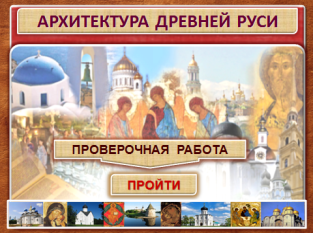 АРХИТЕКТУРА ДРЕВНЕЙ РУСИ
ПРОВЕРОЧНАЯ РАБОТА
ПРОЙТИ